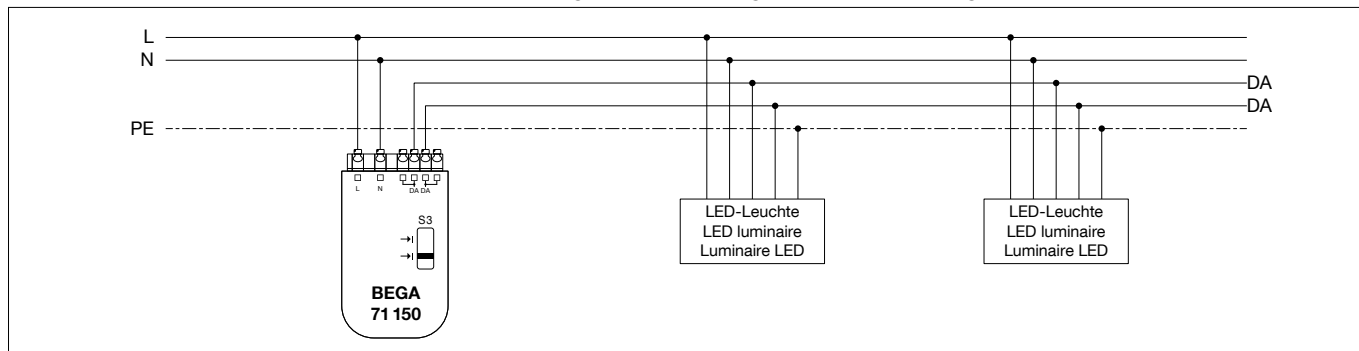 L
N
DA
DA
PE
L N DA DA
S3
BEGA
71 150
LED-Leuchte
LED luminaire
Luminaire LED
LED-Leuchte
LED luminaire
Luminaire LED